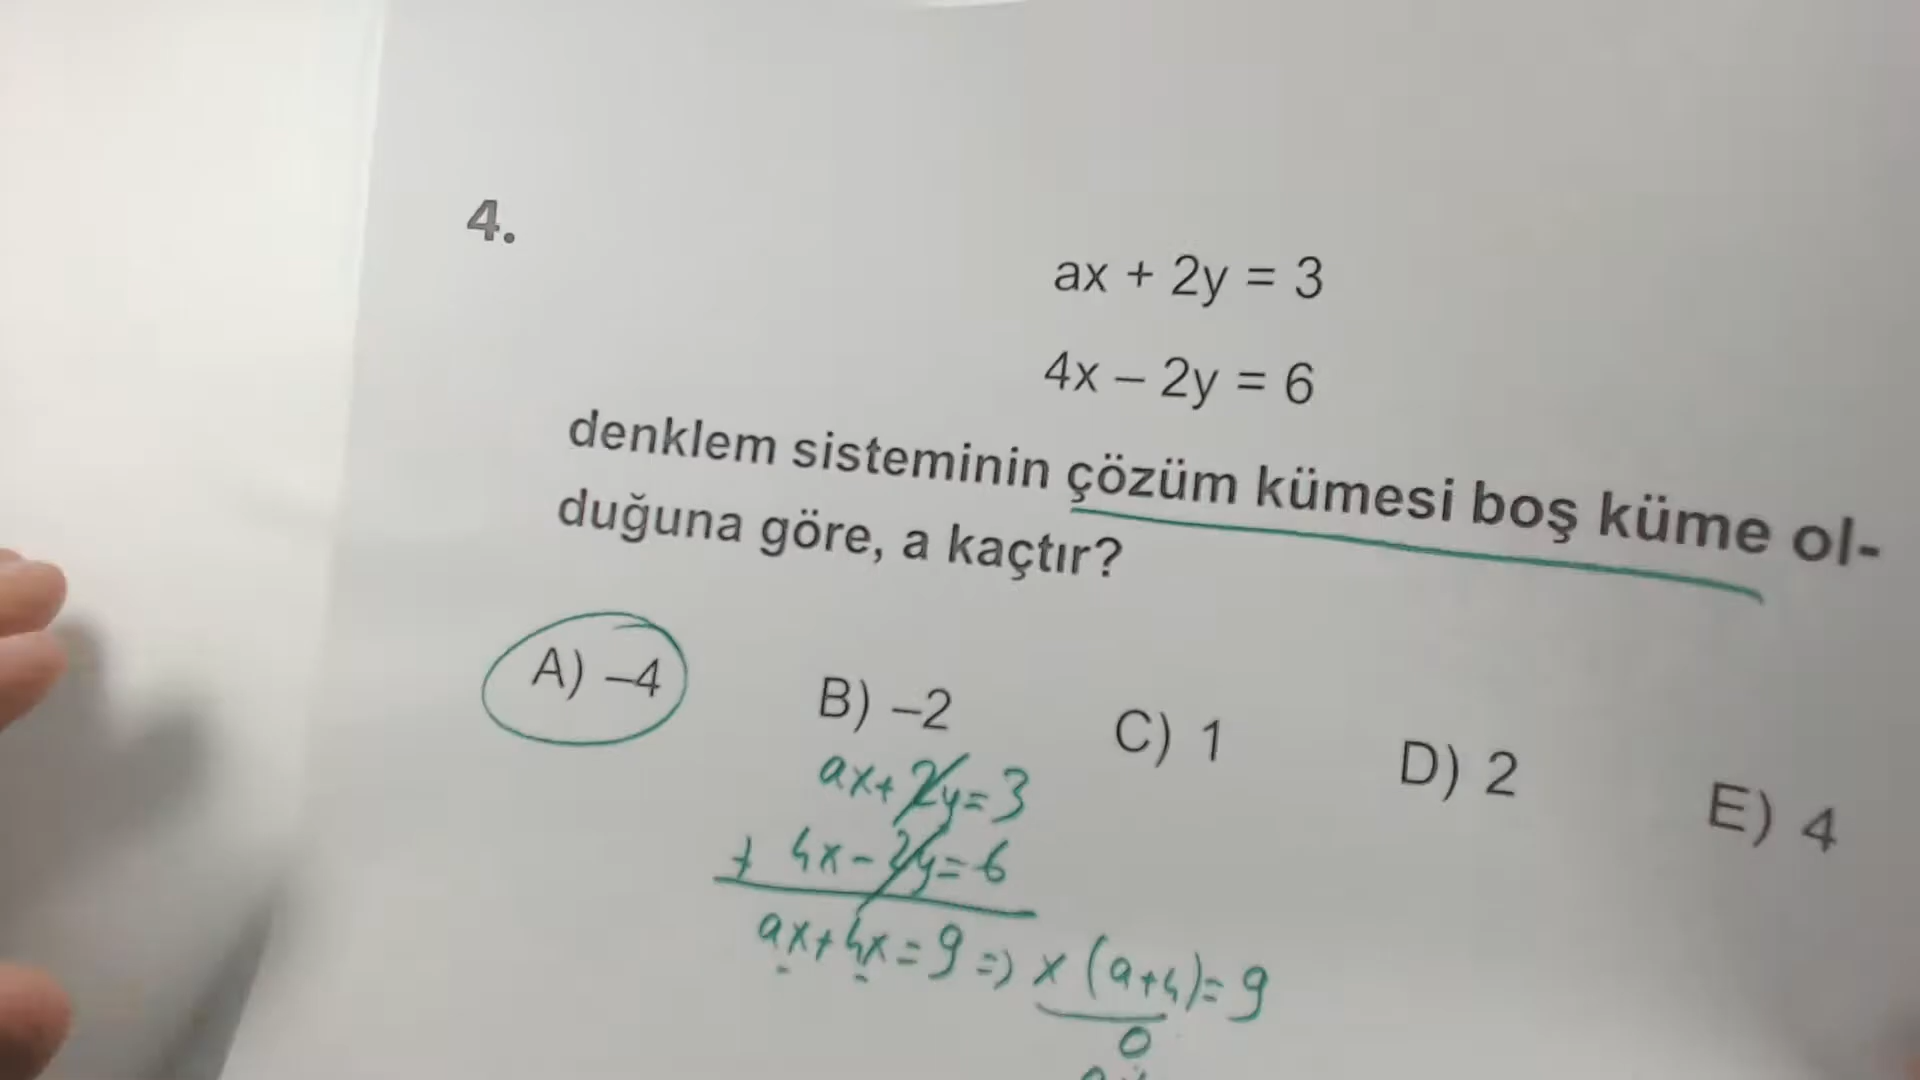 4.
ax + 2y = 3
4x – 2y = 6
denklem sisteminin çözüm kümesi boş küme ol-
duğuna göre, a kaçtır?
A) –4 B) –2 C) 1 D) 2 E) 4
ax+2y=3
+ 4x-2y=6
ax+4x=9 => x(a+4)=9
0